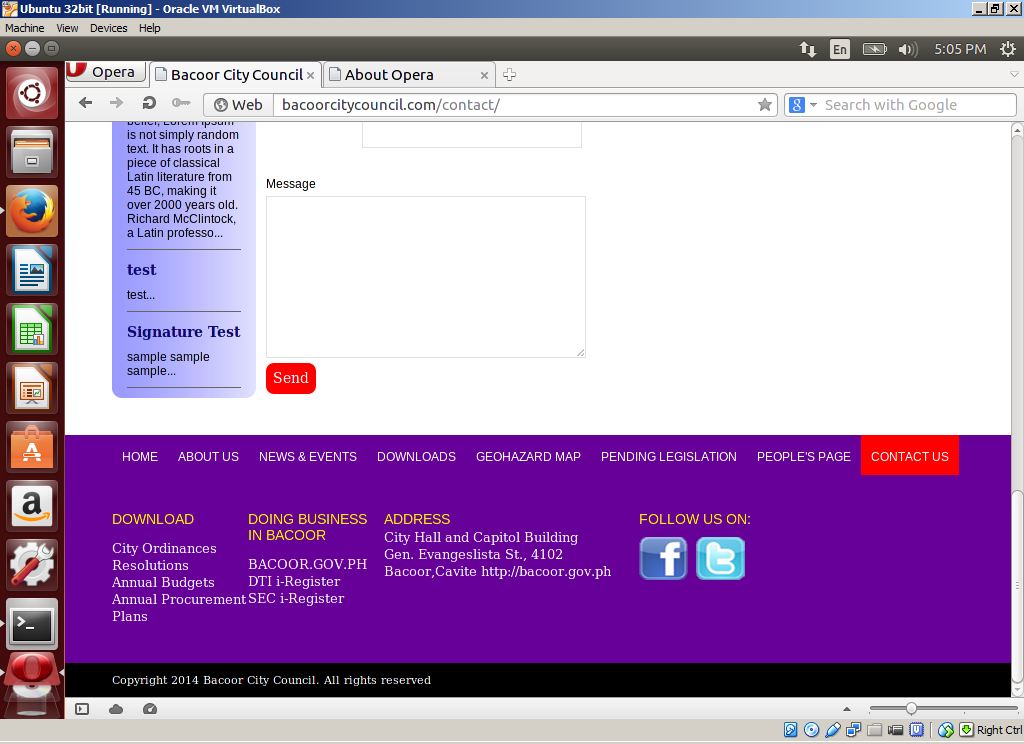 Ubuntu 32bit [Running] - Oracle VM VirtualBox
Machine View Devices Help
En 5:05 PM
Opera
Bacoor City Council
About Opera
Web bacoorcitycouncil.com/contact/
8 Search with Google
belief, Lorem Ipsum
is not simply random
text. It has roots in a
piece of classical
Latin literature from
45 BC, making it
over 2000 years old.
Richard McClintock,
a Latin professo...
test
test...
Signature Test
sample sample
sample...
Message
Send
HOME ABOUT US NEWS & EVENTS DOWNLOADS GEOHAZARD MAP PENDING LEGISLATION PEOPLE'S PAGE CONTACT US
DOWNLOAD
City Ordinances
Resolutions
Annual Budgets
Annual Procurement
Plans
DOING BUSINESS
IN BACOOR
BACOOR.GOV.PH
DTI i-Register
SEC i-Register
ADDRESS
City Hall and Capitol Building
Gen. Evangeslista St., 4102
Bacoor,Cavite http://bacoor.gov.ph
FOLLOW US ON:
Copyright 2014 Bacoor City Council. All rights reserved
Right Ctrl